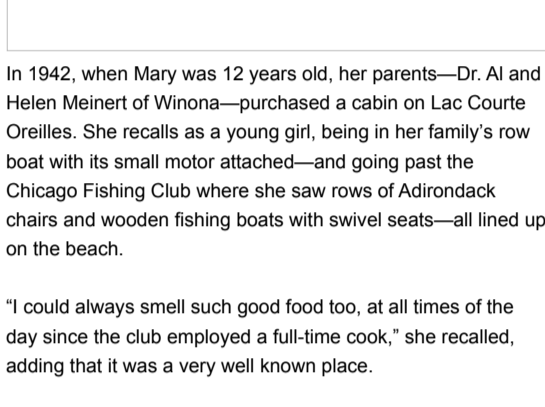 In 1942, when Mary was 12 years old, her parents—Dr. Al and
Helen Meinert of Winona—purchased a cabin on Lac Courte
Oreilles. She recalls as a young girl, being in her family’s row
boat with its small motor attached—and going past the
Chicago Fishing Club where she saw rows of Adirondack
chairs and wooden fishing boats with swivel seats—all lined up
on the beach.
“I could always smell such good food too, at all times of the
day since the club employed a full-time cook,” she recalled,
adding that it was a very well known place.